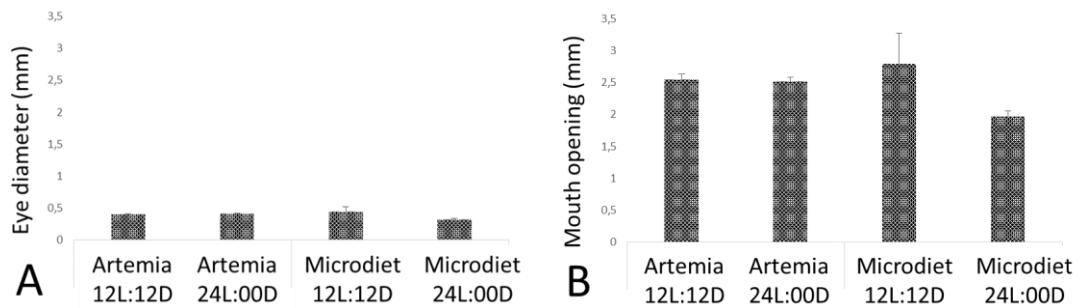 Eye diameter (mm)
3,5
3
2,5
2
1,5
1
0,5
0
Artemia Artemia Microdiet Microdiet
12L:12D 24L:00D 12L:12D 24L:00D
A
Mouth opening (mm)
3,5
3
2,5
2
1,5
1
0,5
0
Artemia Artemia Microdiet Microdiet
12L:12D 24L:00D 12L:12D 24L:00D
B